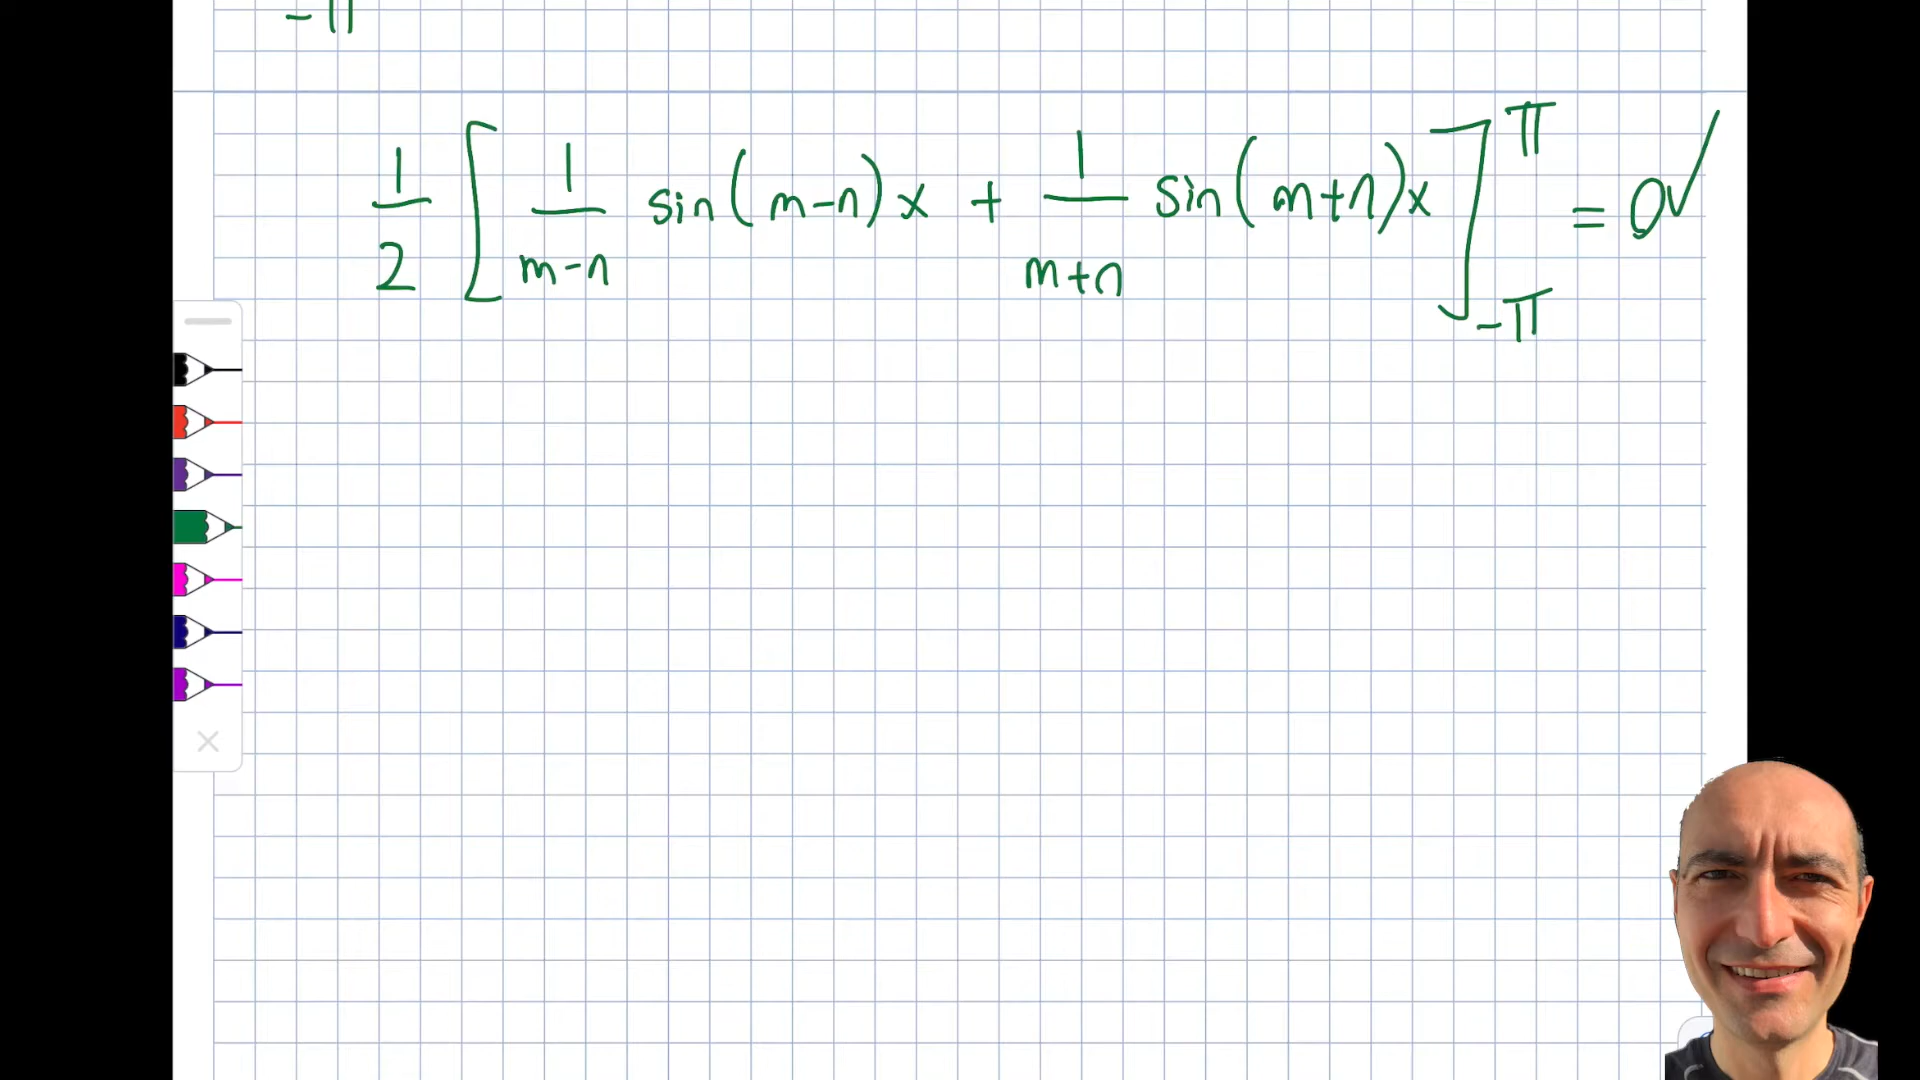 -π
1/2 [ 1/(m-n) sin(m-n)x + 1/(m+n) sin(m+n)x ]_{-π}^{π} = 0✓